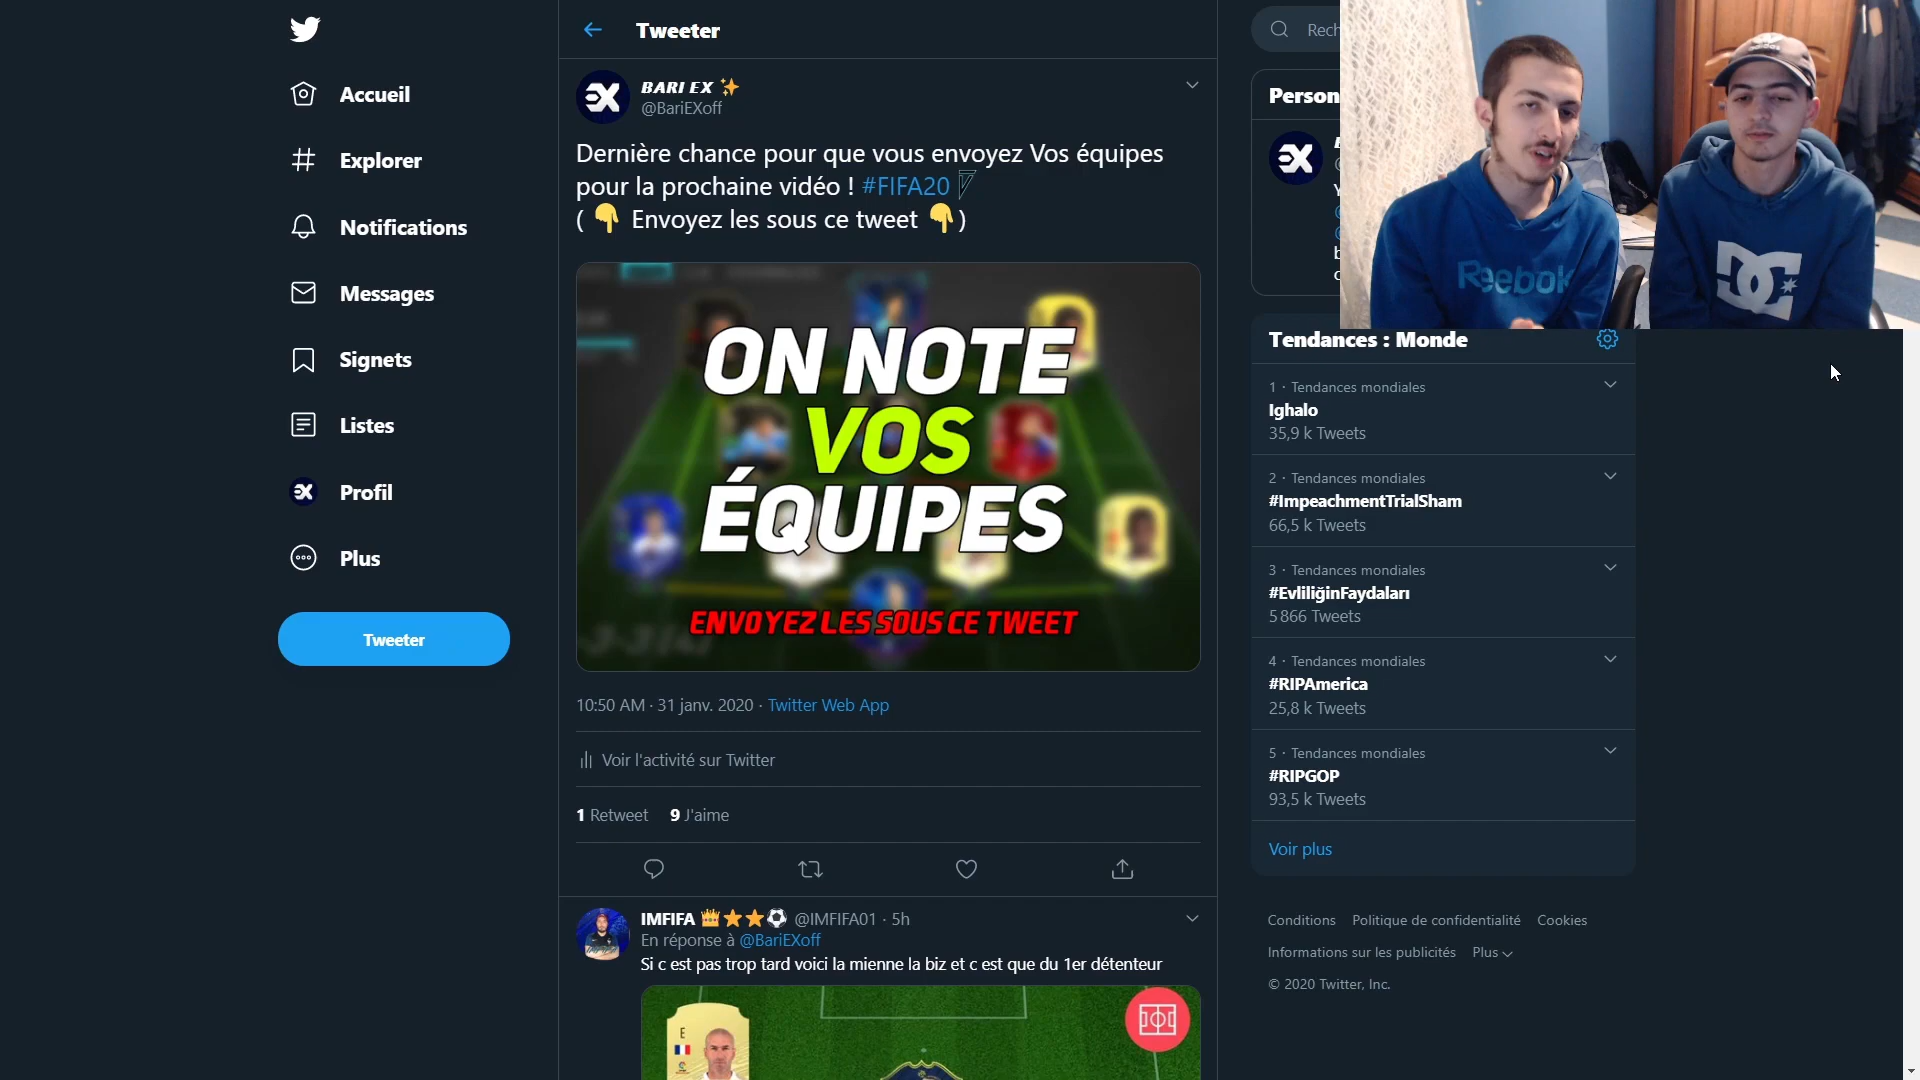 Accueil
Explorer
Notifications
Messages
Signets
Listes
Profil
Plus
Tweeter
Tweeter
BARI EX ✨
@BariEXoff
Dernière chance pour que vous envoyez Vos équipes
pour la prochaine vidéo ! #FIFA20
( 👇 Envoyez les sous ce tweet 👇 )
ON NOTE
VOS
ÉQUIPES
ENVOYEZ LES SOUS CE TWEET
10:50 AM · 31 janv. 2020 · Twitter Web App
Voir l'activité sur Twitter
1 Retweet 9 J'aime
IMFIFA 👑⭐⭐⚽ @IMFIFA01 · 5h
En réponse à @BariEXoff
Si c est pas trop tard voici la mienne la biz et c est que du 1er détenteur
E
Reebok
DC
adidas
Tendances : Monde
1 · Tendances mondiales
Ighalo
35,9 k Tweets
2 · Tendances mondiales
#ImpeachmentTrialSham
66,5 k Tweets
3 · Tendances mondiales
#EvliliğinFaydaları
5 866 Tweets
4 · Tendances mondiales
#RIPAmerica
25,8 k Tweets
5 · Tendances mondiales
#RIPGOP
93,5 k Tweets
Voir plus
Conditions Politique de confidentialité Cookies
Informations sur les publicités Plus
© 2020 Twitter, Inc.